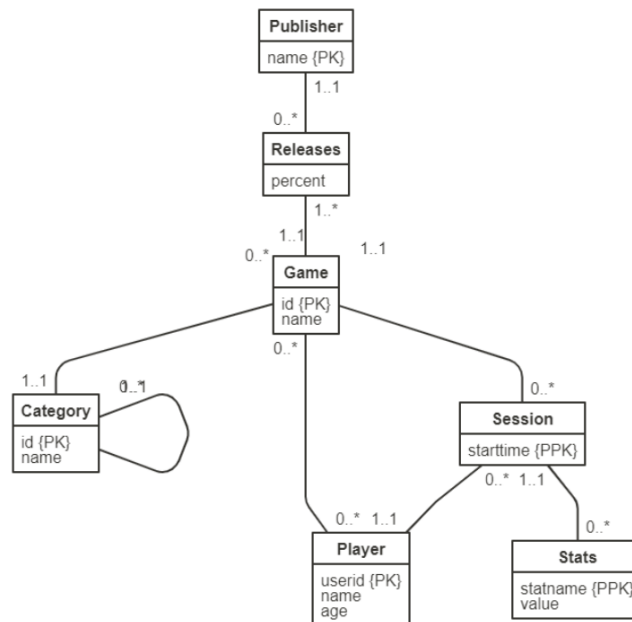 Publisher
name {PK}
1..1
0..*
Releases
percent
1..*
1..1
0..*
1..1
Game
id {PK}
name
0..*
1..1
0..*
Category
id {PK}
name
Session
starttime {PPK}
0..* 1..1
0..* 1..1
0..*
Player
userid {PK}
name
age
Stats
statname {PPK}
value